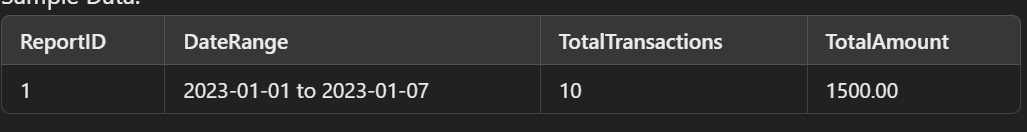 Sample Data:
ReportID DateRange TotalTransactions TotalAmount
1 2023-01-01 to 2023-01-07 10 1500.00